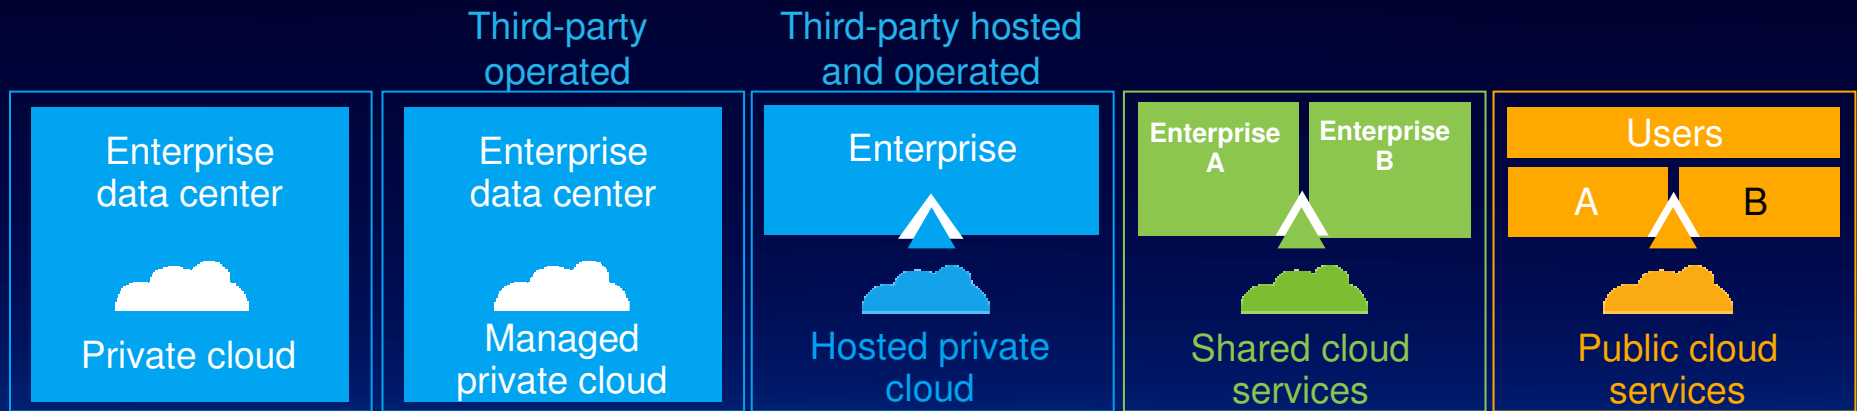 Third-party
operated
Third-party hosted
and operated
Enterprise
data center
Private cloud
Enterprise
data center
Managed
private cloud
Enterprise
Hosted private
cloud
Enterprise
A
Enterprise
B
Shared cloud
services
Users
A
B
Public cloud
services